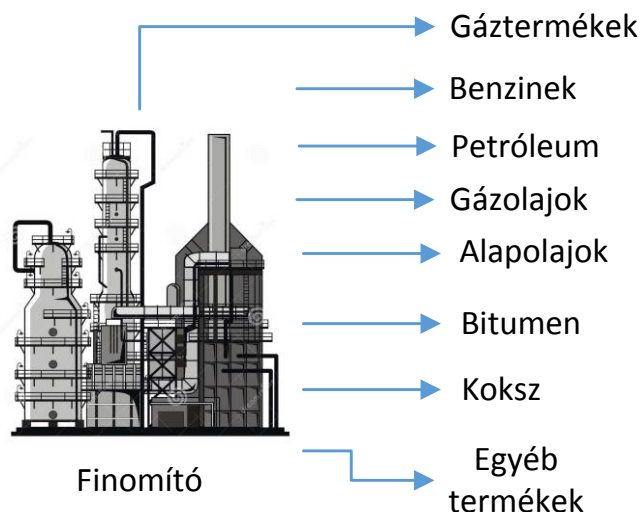 Gáztermékek
Benzinek
Petróleum
Gázolajok
Alapolajok
Bitumen
Koksz
Egyéb
termékek
Finomító